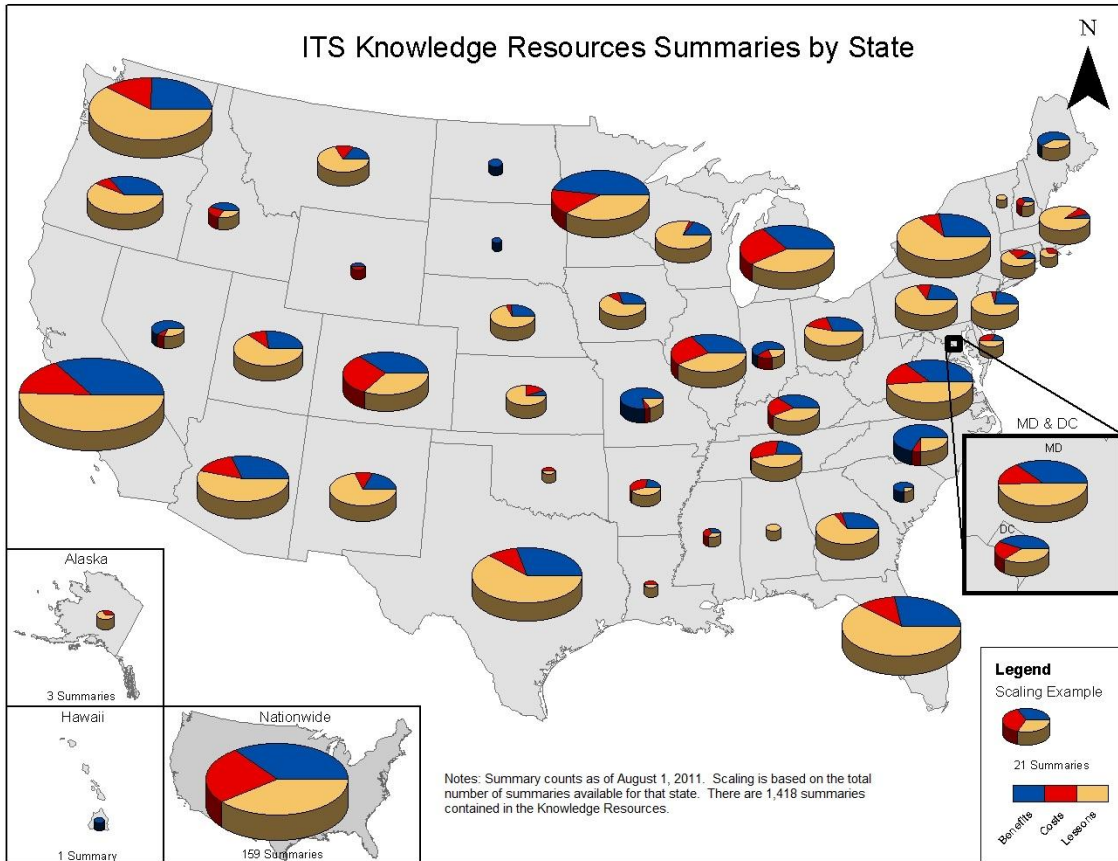 ITS Knowledge Resources Summaries by State
N
MD & DC
MD
DC
Alaska
3 Summaries
Hawaii
1 Summary
Nationwide
159 Summaries
Notes: Summary counts as of August 1, 2011. Scaling is based on the total
number of summaries available for that state. There are 1,418 summaries
contained in the Knowledge Resources.
Legend
Scaling Example
21 Summaries
Benefits
Costs
Lessons